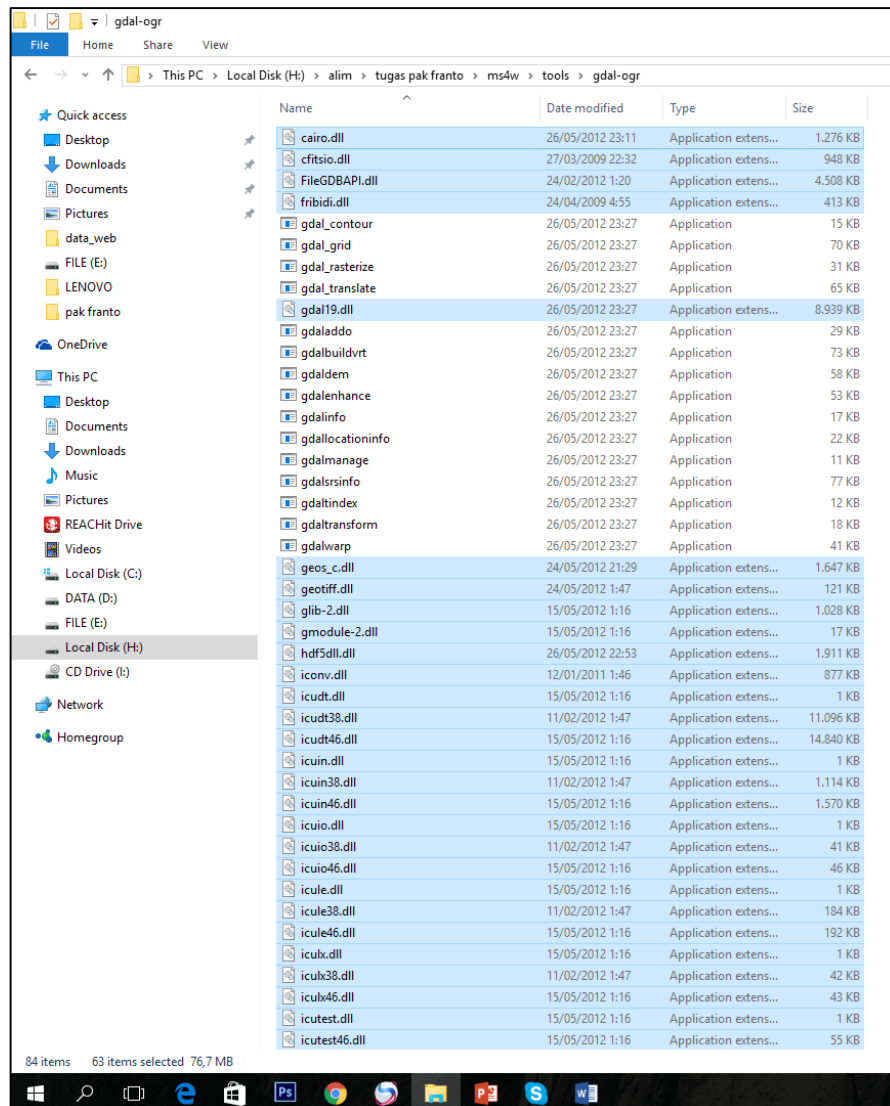 gdal-ogr
File Home Share View
This PC > Local Disk (H:) > alim > tugas pak franto > ms4w > tools > gdal-ogr
Quick access
Desktop
Downloads
Documents
Pictures
data_web
FILE (E:)
LENOVO
pak franto
OneDrive
This PC
Desktop
Documents
Downloads
Music
Pictures
REACHit Drive
Videos
Local Disk (C:)
DATA (D:)
FILE (E:)
Local Disk (H:)
CD Drive (I:)
Network
Homegroup
Name Date modified Type Size
cairo.dll 26/05/2012 23:11 Application extens... 1.276 KB
cfitsio.dll 27/03/2009 22:32 Application extens... 948 KB
FileGDBAPI.dll 24/02/2012 1:20 Application extens... 4.508 KB
fribidi.dll 24/04/2009 4:55 Application extens... 413 KB
gdal_contour 26/05/2012 23:27 Application 15 KB
gdal_grid 26/05/2012 23:27 Application 70 KB
gdal_rasterize 26/05/2012 23:27 Application 31 KB
gdal_translate 26/05/2012 23:27 Application 65 KB
gdal19.dll 26/05/2012 23:27 Application extens... 8.939 KB
gdaladdo 26/05/2012 23:27 Application 29 KB
gdalbuildvrt 26/05/2012 23:27 Application 73 KB
gdaldem 26/05/2012 23:27 Application 58 KB
gdalenhance 26/05/2012 23:27 Application 53 KB
gdalinfo 26/05/2012 23:27 Application 17 KB
gdallocationinfo 26/05/2012 23:27 Application 22 KB
gdalmanage 26/05/2012 23:27 Application 11 KB
gdalsrsinfo 26/05/2012 23:27 Application 77 KB
gdaltindex 26/05/2012 23:27 Application 12 KB
gdaltransform 26/05/2012 23:27 Application 18 KB
gdalwarp 26/05/2012 23:27 Application 41 KB
geos_c.dll 24/05/2012 21:29 Application extens... 1.647 KB
geotiff.dll 24/05/2012 1:47 Application extens... 121 KB
glib-2.dll 15/05/2012 1:16 Application extens... 1.028 KB
gmodule-2.dll 15/05/2012 1:16 Application extens... 17 KB
hdf5dll.dll 26/05/2012 22:53 Application extens... 1.911 KB
iconv.dll 12/01/2011 1:46 Application extens... 877 KB
icudt.dll 15/05/2012 1:16 Application extens... 1 KB
icudt38.dll 11/02/2012 1:47 Application extens... 11.096 KB
icudt46.dll 15/05/2012 1:16 Application extens... 14.840 KB
icuin.dll 15/05/2012 1:16 Application extens... 1 KB
icuin38.dll 11/02/2012 1:47 Application extens... 1.114 KB
icuin46.dll 15/05/2012 1:16 Application extens... 1.570 KB
icuio.dll 15/05/2012 1:16 Application extens... 1 KB
icuio38.dll 11/02/2012 1:47 Application extens... 41 KB
icuio46.dll 15/05/2012 1:16 Application extens... 46 KB
icule.dll 15/05/2012 1:16 Application extens... 1 KB
icule38.dll 11/02/2012 1:47 Application extens... 184 KB
icule46.dll 15/05/2012 1:16 Application extens... 192 KB
iculx.dll 15/05/2012 1:16 Application extens... 1 KB
iculx38.dll 11/02/2012 1:47 Application extens... 42 KB
iculx46.dll 15/05/2012 1:16 Application extens... 43 KB
icutest.dll 15/05/2012 1:16 Application extens... 1 KB
icutest46.dll 15/05/2012 1:16 Application extens... 55 KB
84 items 63 items selected 76,7 MB